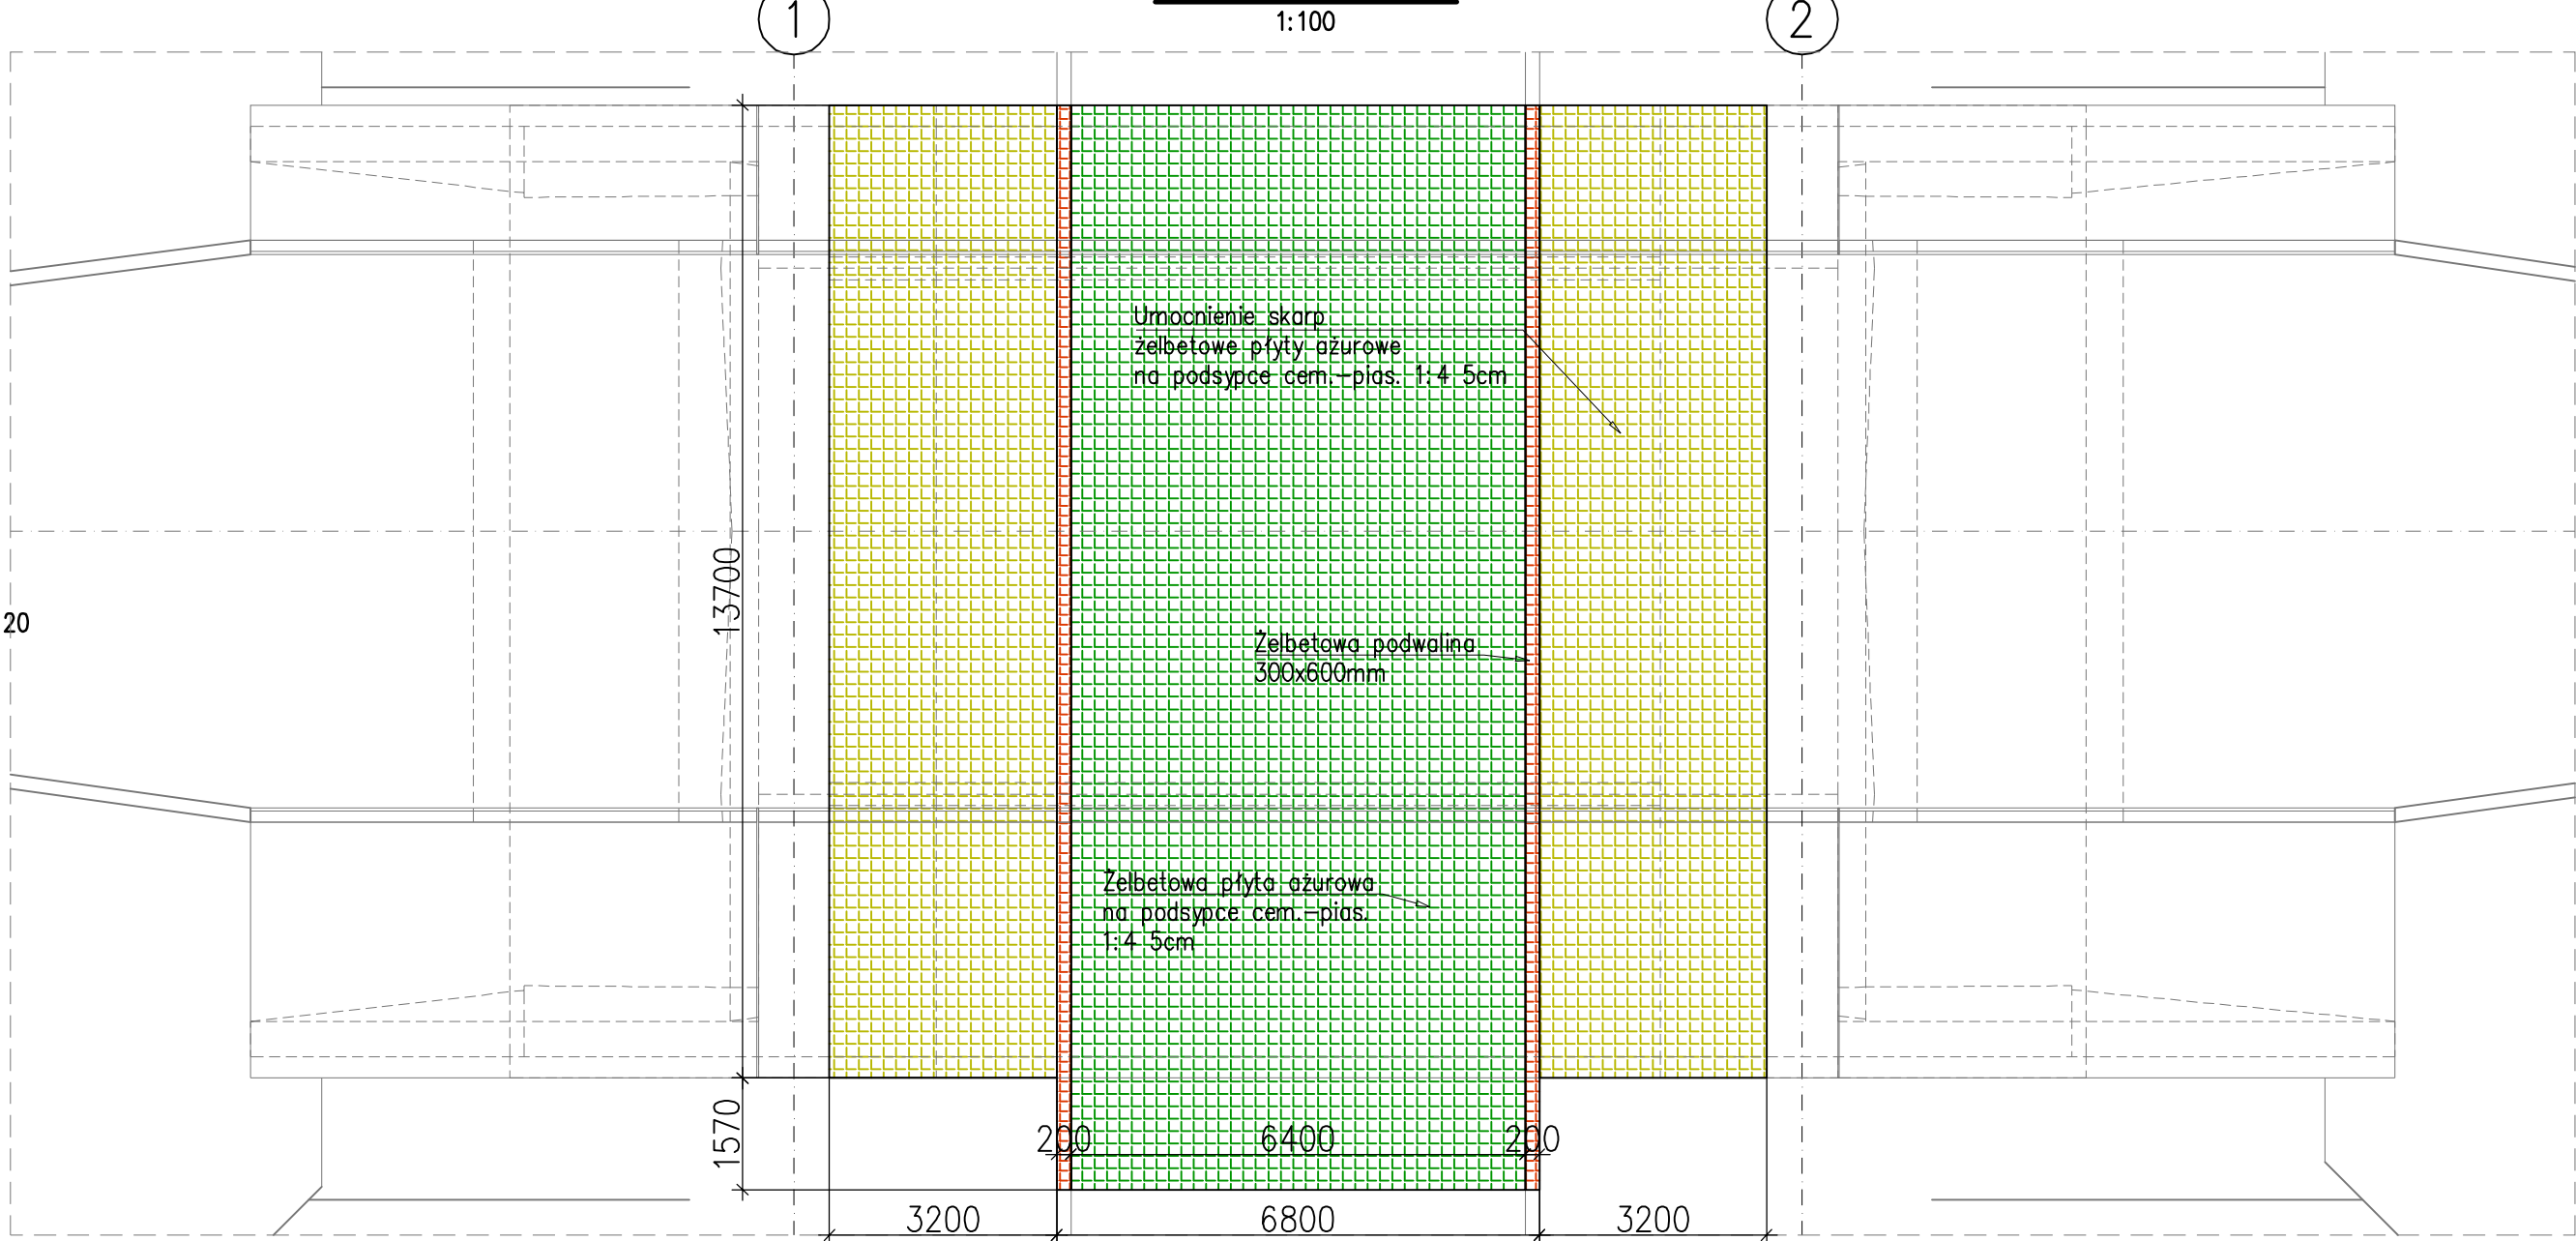 1
1:100
2
Umocnienie skarp
żelbetowe płyty ażurowe
na podsypce cem.–pias. 1:4 5cm
13700
20
Żelbetowa podwalina
300x600mm
Żelbetowa płyta ażurowa
na podsypce cem.–pias.
1:4 5cm
1570
200
6400
200
3200
6800
3200